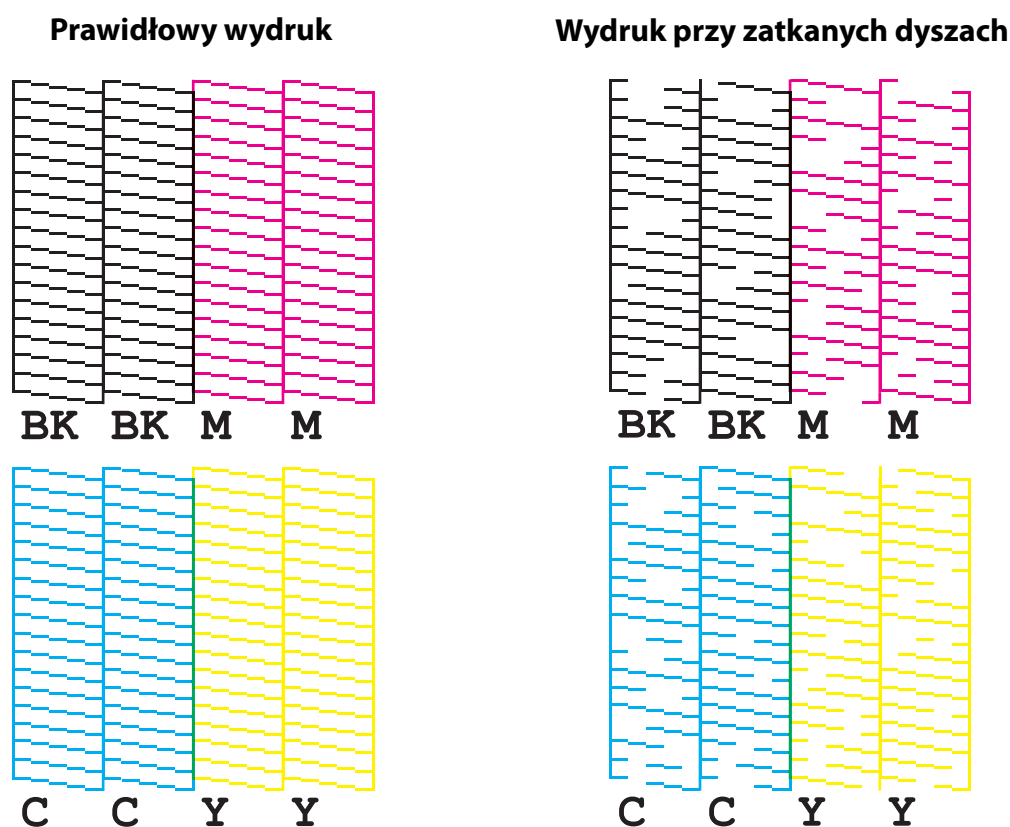 Prawidłowy wydruk
Wydruk przy zatkanych dyszach
BK BK M M
BK BK M M
C C Y Y
C C Y Y